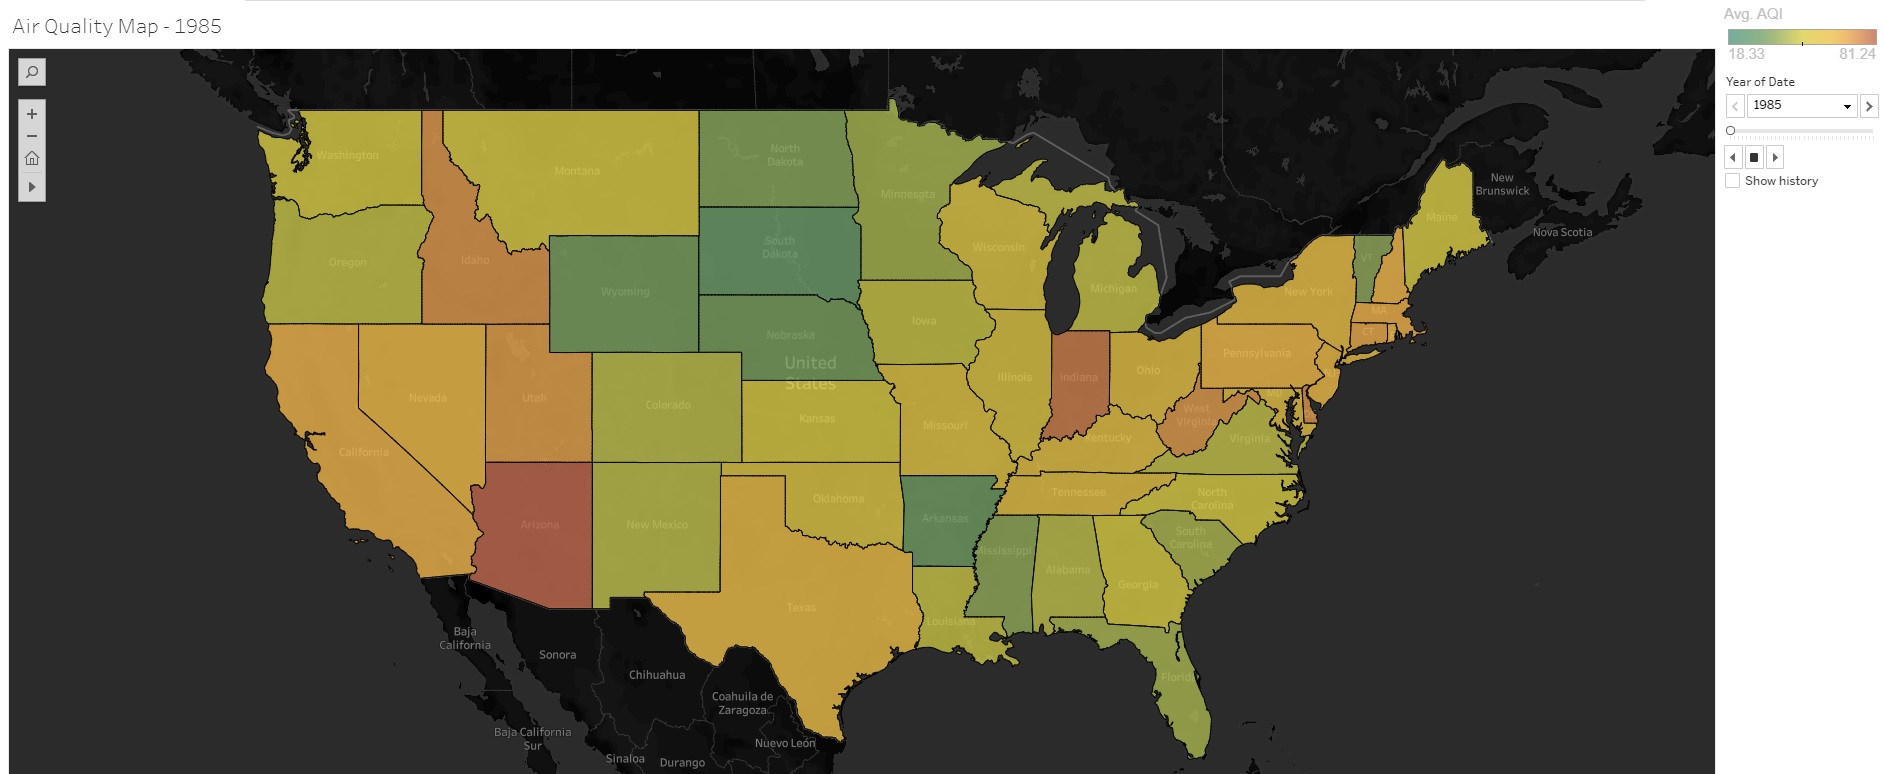 Air Quality Map - 1985
Avg. AQI
18.33
81.24
Year of Date
1985
Show history
Washington
Montana
North
Dakota
Minnesota
New
Brunswick
Maine
Nova Scotia
Oregon
Idaho
Wyoming
South
Dakota
Wisconsin
Michigan
VT
New York
MA
CT
Iowa
Nebraska
United
States
Illinois
Indiana
Ohio
Pennsylvania
Nevada
Utah
Colorado
Kansas
Missouri
West
Virginia
Kentucky
Virginia
MD
California
Arizona
New Mexico
Oklahoma
Arkansas
Tennessee
North
Carolina
South
Carolina
Mississippi
Alabama
Georgia
Texas
Louisiana
Florida
Baja
California
Sonora
Chihuahua
Coahuila de
Zaragoza
Baja California
Sur
Sinaloa
Durango
Nuevo León